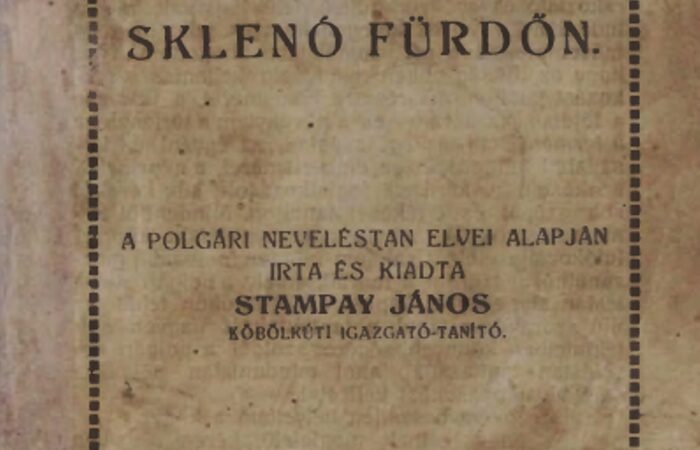 SKLENÓ FÜRDŐN.
A POLGÁRI NEVELÉSTAN ELVEI ALAPJÁN
IRTA ÉS KIADTA
STAMPAY JÁNOS
KÖBÖLKÚTI IGAZGATÓ-TANÍTÓ.